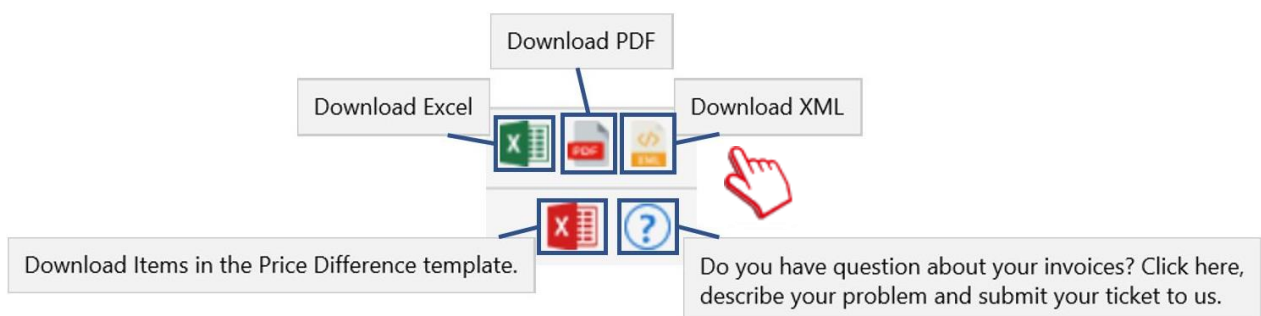 Download PDF
Download Excel
Download XML
X
PDF
</>
XML
X
?
Download Items in the Price Difference template.
Do you have question about your invoices? Click here,
describe your problem and submit your ticket to us.